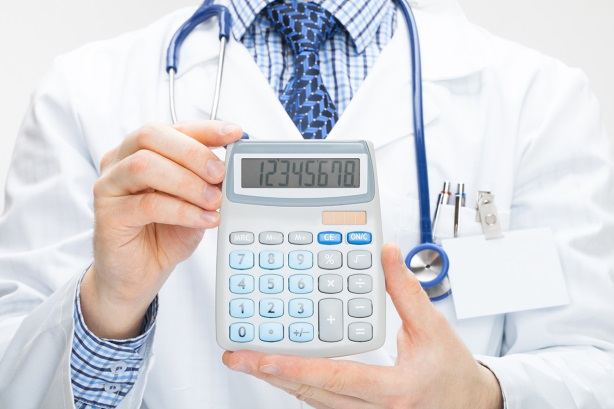 12345678
MRC M- M+ CE ON/C
7 8 9 % √
4 5 6 × ÷
1 2 3 + −
0 • +/− =